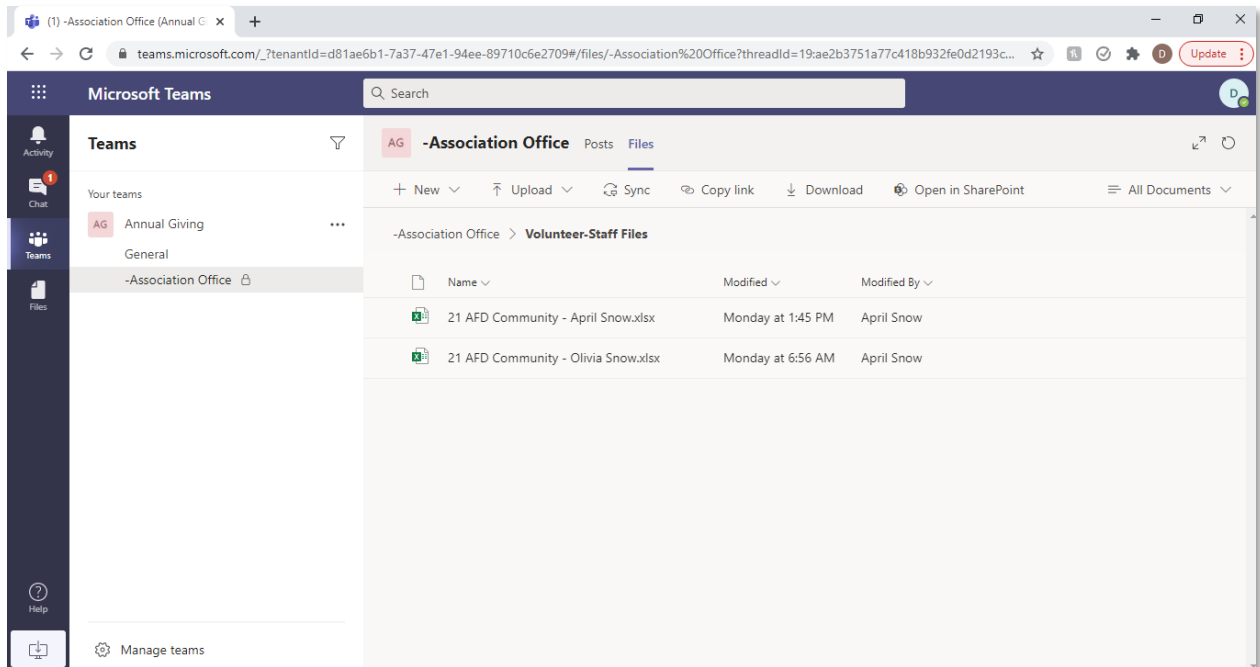 (1) -Association Office (Annual Gi
teams.microsoft.com/_?tenantId=d81ae6b1-7a37-47e1-94ee-89710c6e2709#/files/-Association%20Office?threadId=19:ae2b3751a77c418b932fe0d2193c...
D
Update
Microsoft Teams
Search
D
Activity
1
Chat
Teams
Files
Help
Teams
Your teams
AG Annual Giving
General
-Association Office
Manage teams
AG -Association Office Posts Files
New Upload Sync Copy link Download Open in SharePoint All Documents
-Association Office > Volunteer-Staff Files
Name Modified Modified By
21 AFD Community - April Snow.xlsx Monday at 1:45 PM April Snow
21 AFD Community - Olivia Snow.xlsx Monday at 6:56 AM April Snow